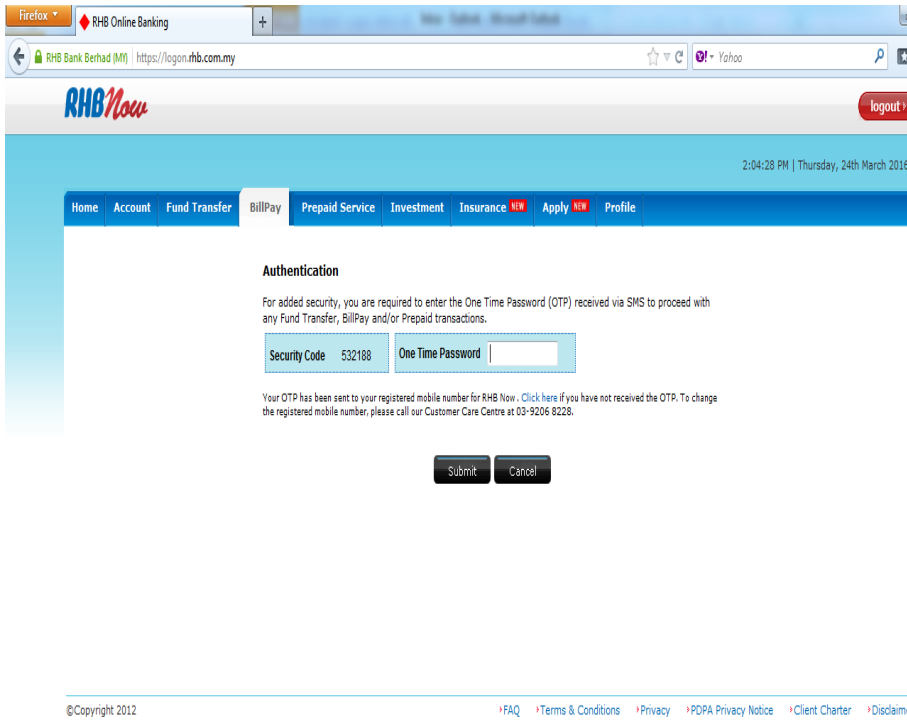 Firefox
RHB Online Banking
+
RHB Bank Berhad (MY) https://logon.rhb.com.my
Yahoo
RHBNow
logout
2:04:28 PM | Thursday, 24th March 2016
Home Account Fund Transfer BillPay Prepaid Service Investment Insurance NEW Apply NEW Profile
Authentication
For added security, you are required to enter the One Time Password (OTP) received via SMS to proceed with
any Fund Transfer, BillPay and/or Prepaid transactions.
Security Code 532188 One Time Password
Your OTP has been sent to your registered mobile number for RHB Now . Click here if you have not received the OTP. To change
the registered mobile number, please call our Customer Care Centre at 03-9206 8228.
Submit Cancel
©Copyright 2012 FAQ Terms & Conditions Privacy PDPA Privacy Notice Client Charter Disclaim